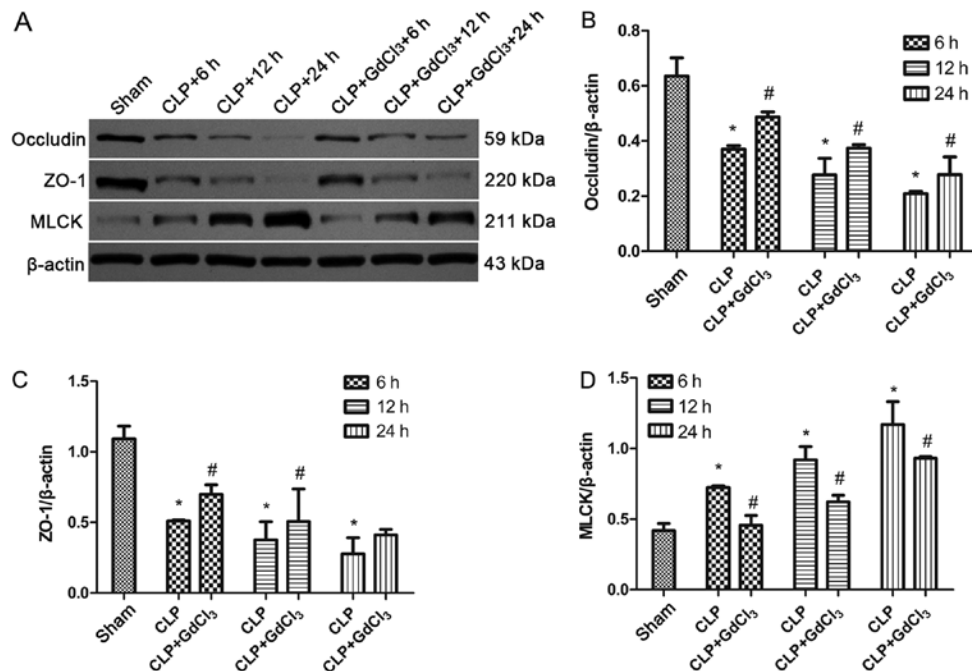 A
Sham
CLP+6 h
CLP+12 h
CLP+24 h
CLP+GdCl₃+6 h
CLP+GdCl₃+12 h
CLP+GdCl₃+24 h
Occludin 59 kDa
ZO-1 220 kDa
MLCK 211 kDa
β-actin 43 kDa
B
Occludin/β-actin
0.8
0.6
0.4
0.2
0.0
6 h
12 h
24 h
* # * # * #
Sham
CLP
CLP+GdCl₃
CLP
CLP+GdCl₃
CLP
CLP+GdCl₃
C
ZO-1/β-actin
1.5
1.0
0.5
0.0
6 h
12 h
24 h
* # * # *
Sham
CLP
CLP+GdCl₃
CLP
CLP+GdCl₃
CLP
CLP+GdCl₃
D
MLCK/β-actin
1.5
1.0
0.5
0.0
6 h
12 h
24 h
* # * # * #
Sham
CLP
CLP+GdCl₃
CLP
CLP+GdCl₃
CLP
CLP+GdCl₃